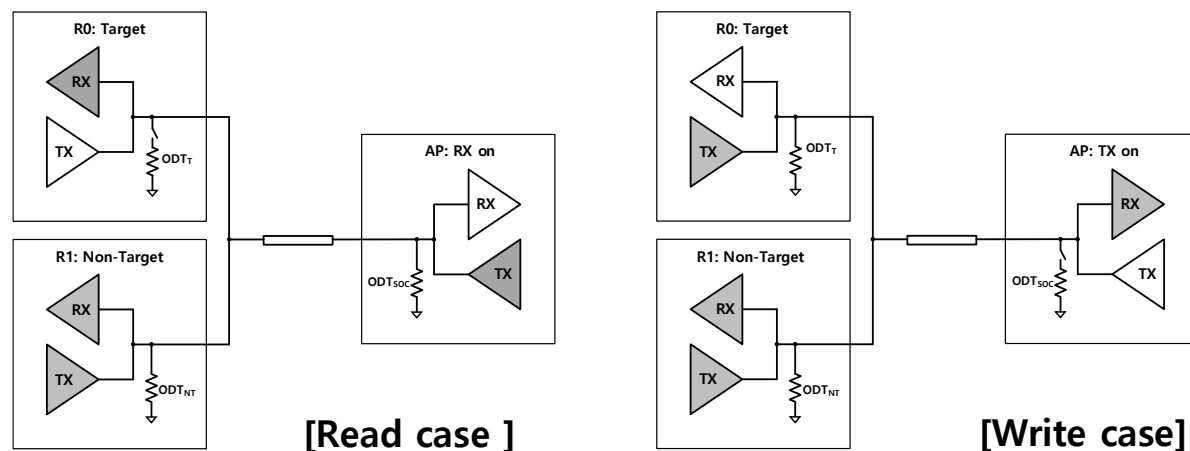 R0: Target
RX
TX
ODTT
R1: Non-Target
RX
TX
ODTNT
AP: RX on
RX
TX
ODTSOC
[Read case ]
R0: Target
RX
TX
ODTT
R1: Non-Target
RX
TX
ODTNT
AP: TX on
RX
TX
ODTSOC
[Write case]